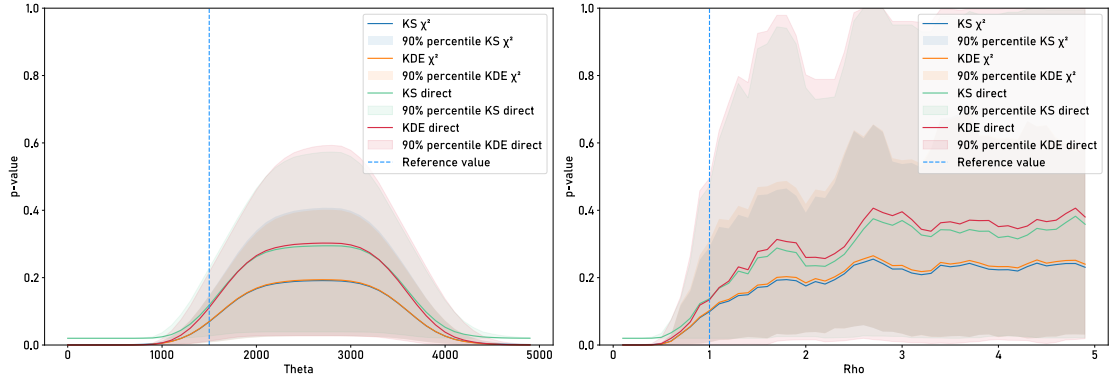 1.0
0.8
0.6
0.4
0.2
0.0
p-value
0
1000
2000
3000
4000
5000
Theta
KS χ²
90% percentile KS χ²
KDE χ²
90% percentile KDE χ²
KS direct
90% percentile KS direct
KDE direct
90% percentile KDE direct
Reference value
1.0
0.8
0.6
0.4
0.2
0.0
p-value
0
1
2
3
4
5
Rho
KS χ²
90% percentile KS χ²
KDE χ²
90% percentile KDE χ²
KS direct
90% percentile KS direct
KDE direct
90% percentile KDE direct
Reference value